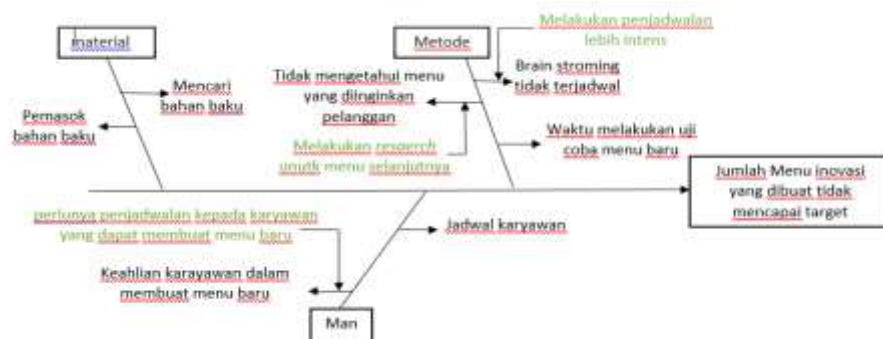 material
Mencari
bahan baku
Pemasok
bahan baku
Metode
Melakukan penjadwalan
lebih intens
Brain stroming
tidak terjadwal
Tidak mengetahui menu
yang diinginkan
pelanggan
Melakukan reserch
unutk menu selanjutnya
Waktu melakukan uji
coba menu baru
Jumlah Menu inovasi
yang dibuat tidak
mencapai target
perlunya penjadwalan kepada karyawan
yang dapat membuat menu baru
Jadwal karyawan
Keahlian karayawan dalam
membuat menu baru
Man